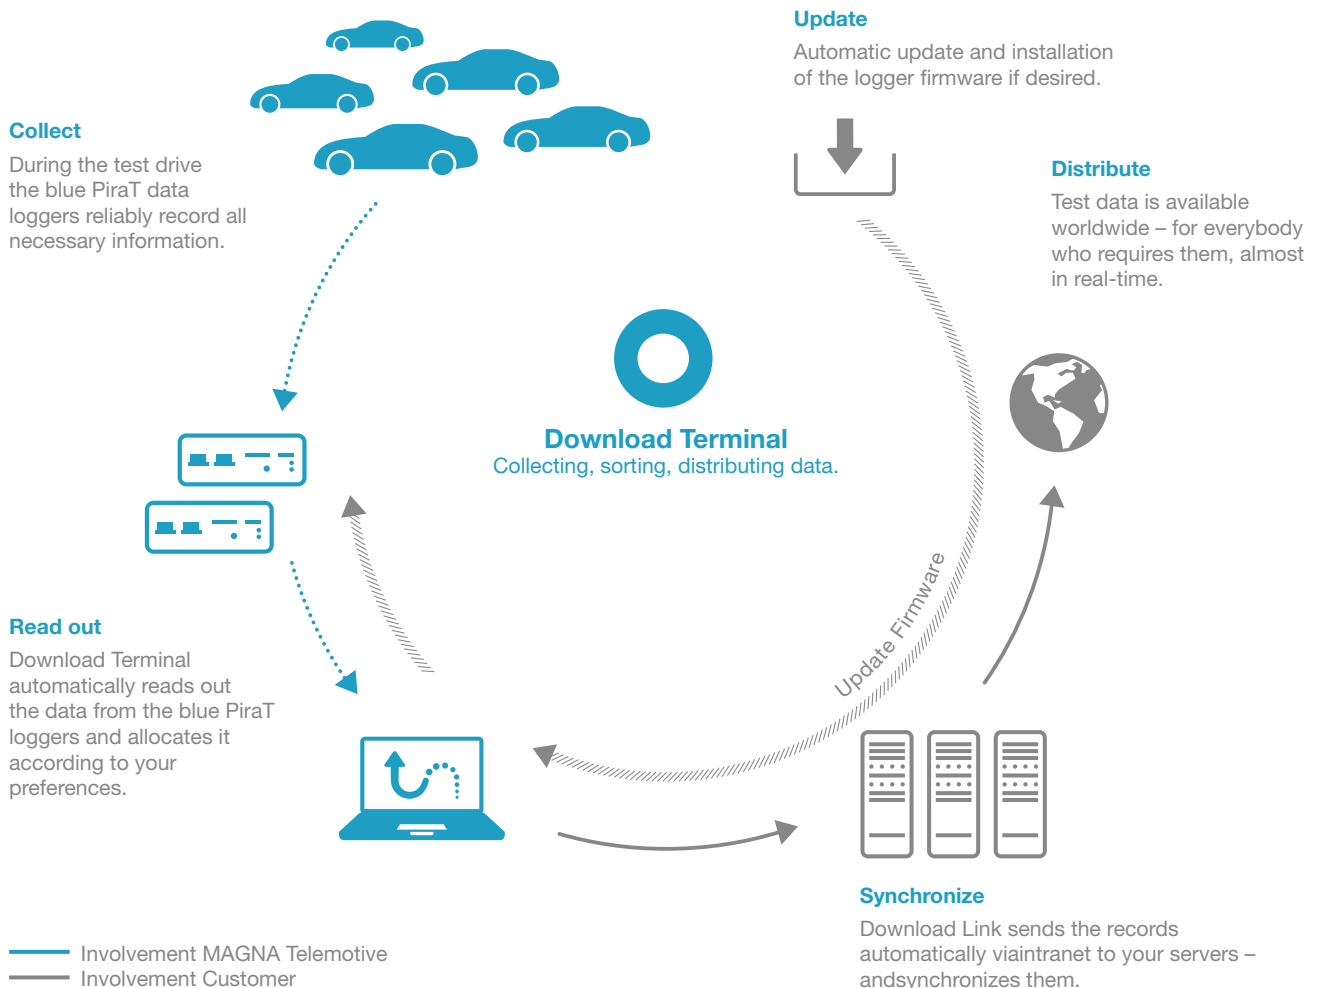 Update
Automatic update and installation
of the logger firmware if desired.
Collect
During the test drive
the blue PiraT data
loggers reliably record all
necessary information.
Distribute
Test data is available
worldwide – for everybody
who requires them, almost
in real-time.
Download Terminal
Collecting, sorting, distributing data.
Update Firmware
Read out
Download Terminal
automatically reads out
the data from the blue PiraT
loggers and allocates it
according to your
preferences.
Synchronize
Download Link sends the records
automatically viaintranet to your servers –
andsynchronizes them.
Involvement MAGNA Telemotive
Involvement Customer